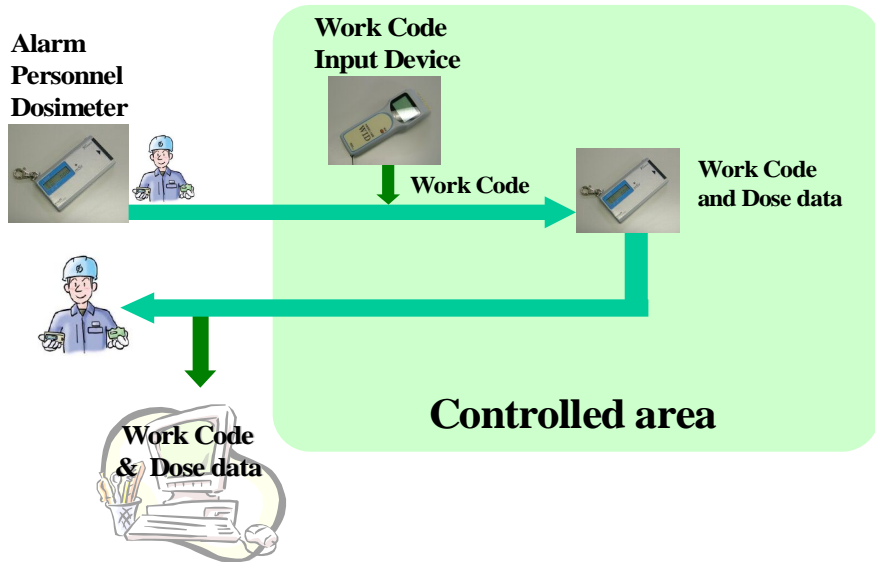 Alarm
Personnel
Dosimeter
Work Code
Input Device
WID
Work Code
Work Code
and Dose data
Controlled area
Work Code
& Dose data